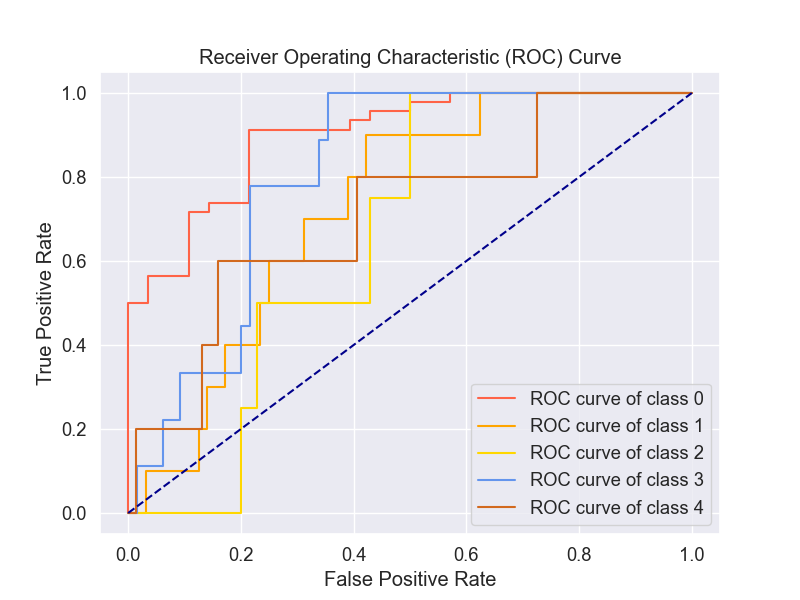 Receiver Operating Characteristic (ROC) Curve
True Positive Rate
1.0
0.8
0.6
0.4
0.2
0.0
ROC curve of class 0
ROC curve of class 1
ROC curve of class 2
ROC curve of class 3
ROC curve of class 4
0.0 0.2 0.4 0.6 0.8 1.0
False Positive Rate